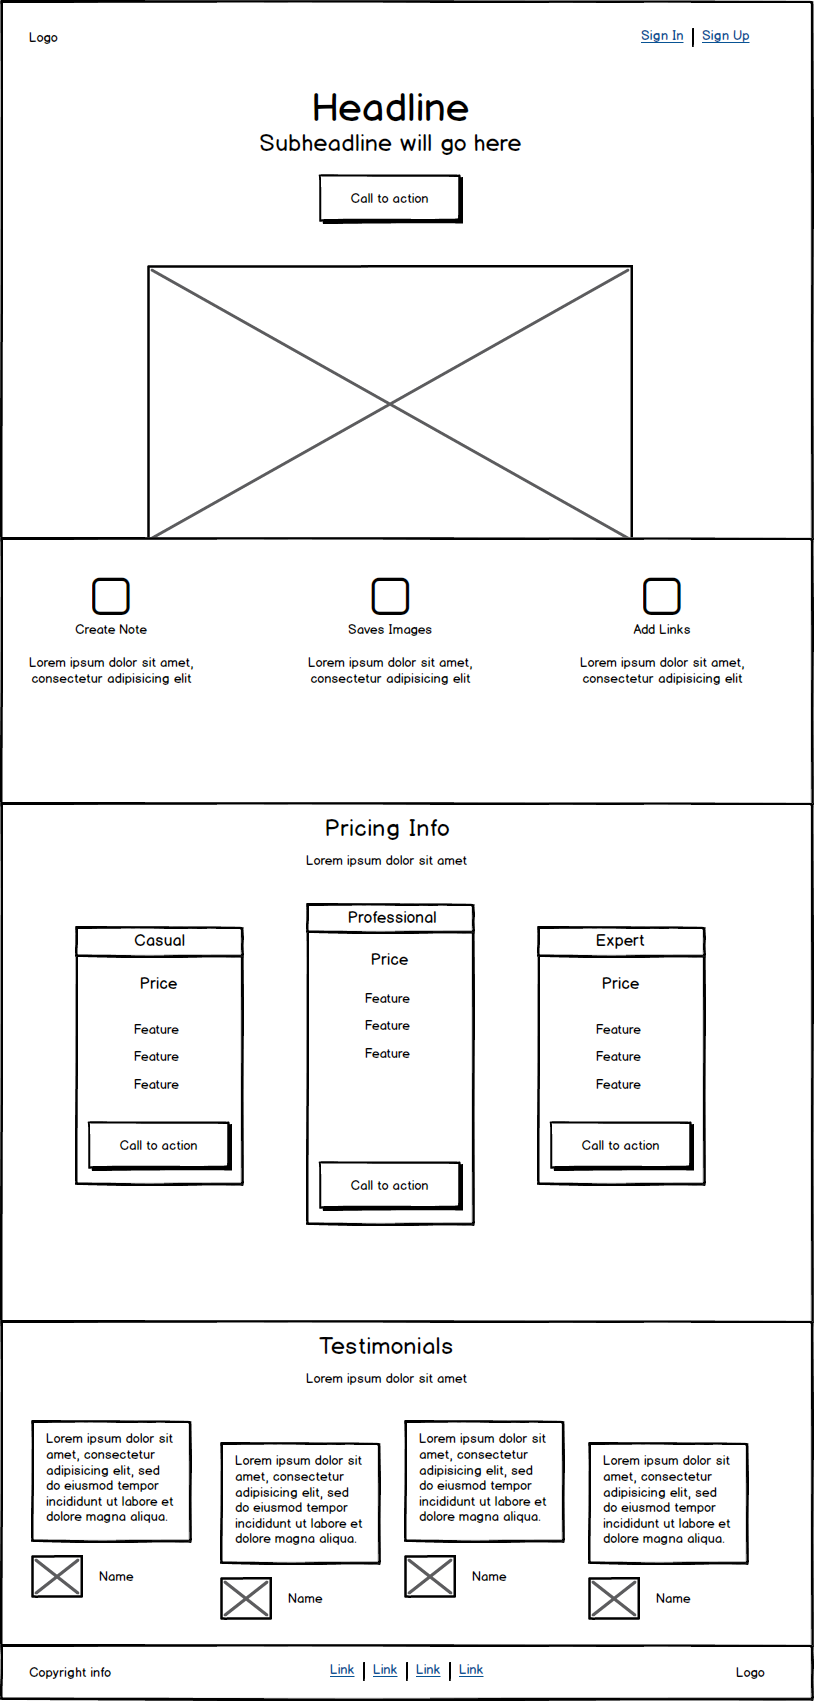 Logo
Sign In | Sign Up
Headline
Subheadline will go here
Call to action
Create Note
Lorem ipsum dolor sit amet,
consectetur adipisicing elit
Saves Images
Lorem ipsum dolor sit amet,
consectetur adipisicing elit
Add Links
Lorem ipsum dolor sit amet,
consectetur adipisicing elit
Pricing Info
Lorem ipsum dolor sit amet
Casual
Price
Feature
Feature
Feature
Call to action
Professional
Price
Feature
Feature
Feature
Call to action
Expert
Price
Feature
Feature
Feature
Call to action
Testimonials
Lorem ipsum dolor sit amet
Lorem ipsum dolor sit
amet, consectetur
adipisicing elit, sed
do eiusmod tempor
incididunt ut labore et
dolore magna aliqua.
Name
Lorem ipsum dolor sit
amet, consectetur
adipisicing elit, sed
do eiusmod tempor
incididunt ut labore et
dolore magna aliqua.
Name
Lorem ipsum dolor sit
amet, consectetur
adipisicing elit, sed
do eiusmod tempor
incididunt ut labore et
dolore magna aliqua.
Name
Lorem ipsum dolor sit
amet, consectetur
adipisicing elit, sed
do eiusmod tempor
incididunt ut labore et
dolore magna aliqua.
Name
Copyright info
Link | Link | Link | Link
Logo